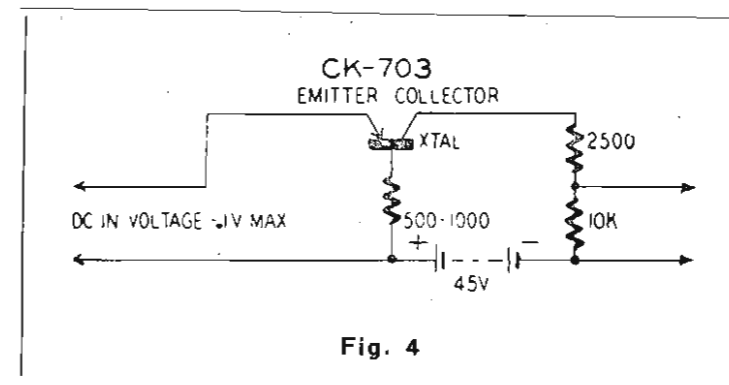 CK-703
EMITTER COLLECTOR
XTAL
2500
DC IN VOLTAGE -.1V MAX
500-1000
10K
+ −
45V
Fig. 4